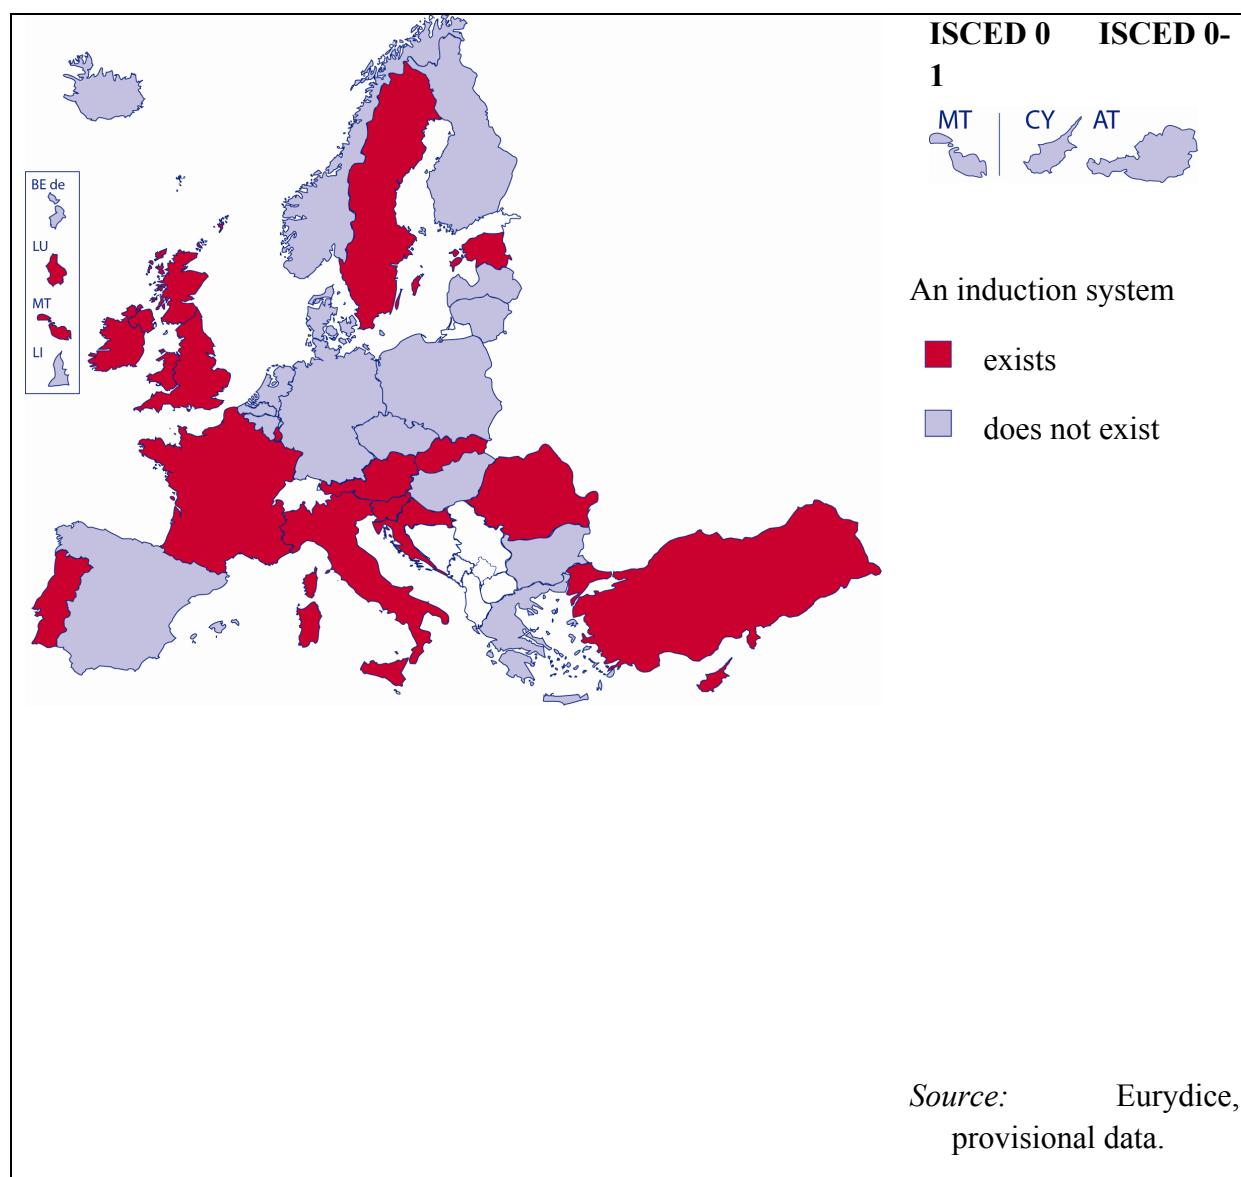 ISCED 0 ISCED 0-
1
MT CY AT
BE de
LU
MT
LI
An induction system
exists
does not exist
Source: Eurydice,
provisional data.